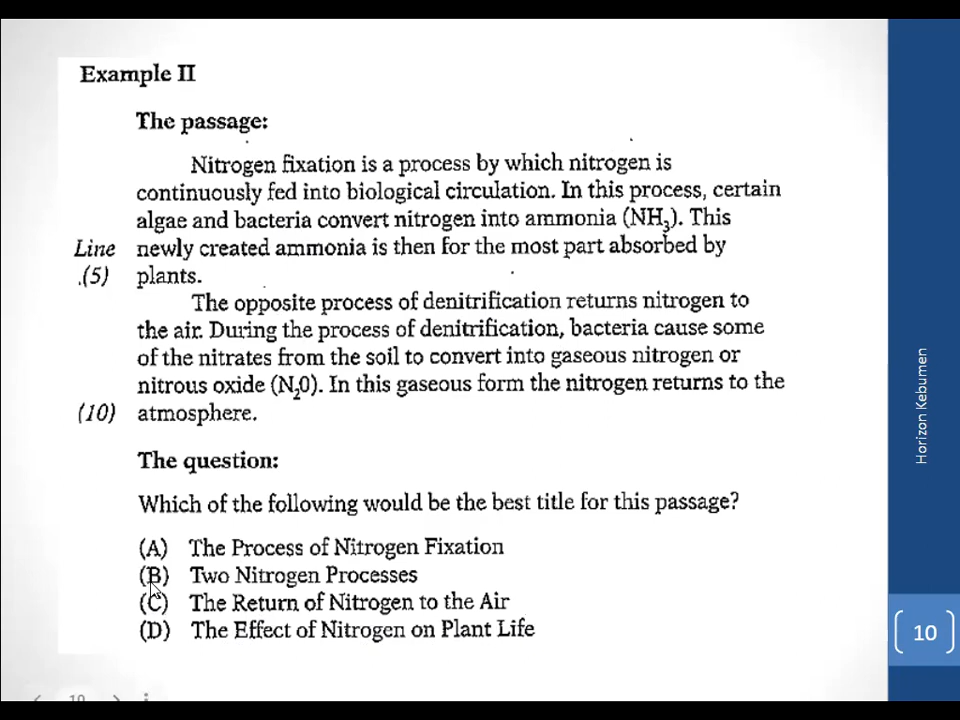 Example II
The passage:
Nitrogen fixation is a process by which nitrogen is
continuously fed into biological circulation. In this process, certain
algae and bacteria convert nitrogen into ammonia (NH₃). This
Line newly created ammonia is then for the most part absorbed by
(5) plants.
The opposite process of denitrification returns nitrogen to
the air. During the process of denitrification, bacteria cause some
of the nitrates from the soil to convert into gaseous nitrogen or
nitrous oxide (N₂0). In this gaseous form the nitrogen returns to the
(10) atmosphere.
The question:
Which of the following would be the best title for this passage?
(A) The Process of Nitrogen Fixation
(B) Two Nitrogen Processes
(C) The Return of Nitrogen to the Air
(D) The Effect of Nitrogen on Plant Life
Horizon Kebumen
10
10